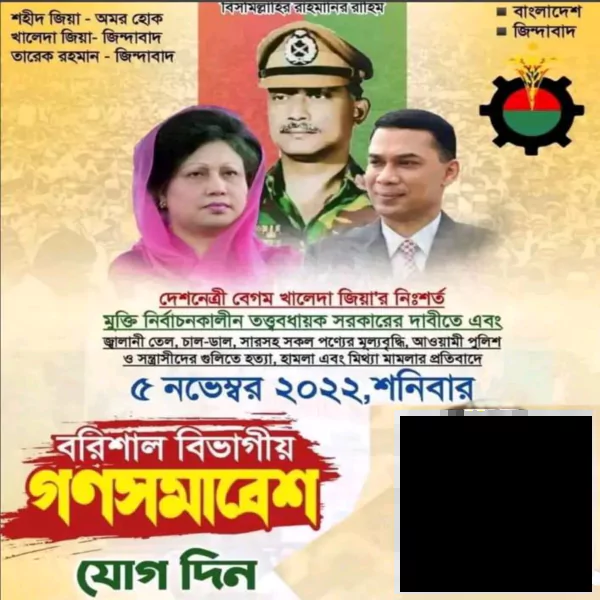 বিসমিল্লাহির রাহমানির রাহিম
শহীদ জিয়া - অমর হোক
খালেদা জিয়া- জিন্দাবাদ
তারেক রহমান - জিন্দাবাদ
বাংলাদেশ
জিন্দাবাদ
দেশনেত্রী বেগম খালেদা জিয়া'র নিঃশর্ত
মুক্তি নির্বাচনকালীন তত্ত্ববধায়ক সরকারের দাবীতে এবং
জ্বালানী তেল, চাল-ডাল, সারসহ সকল পণ্যের মূল্যবৃদ্ধি, আওয়ামী পুলিশ
ও সন্ত্রাসীদের গুলিতে হত্যা, হামলা এবং মিথ্যা মামলার প্রতিবাদে
৫ নভেম্বর ২০২২,শনিবার
বরিশাল বিভাগীয়
গণসমাবেশ
যোগ দিন